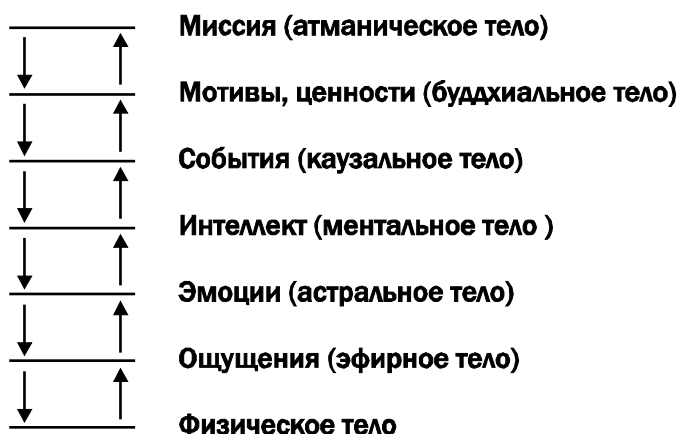 Миссия (атманическое тело)
Мотивы, ценности (буддхиальное тело)
События (каузальное тело)
Интеллект (ментальное тело )
Эмоции (астральное тело)
Ощущения (эфирное тело)
Физическое тело